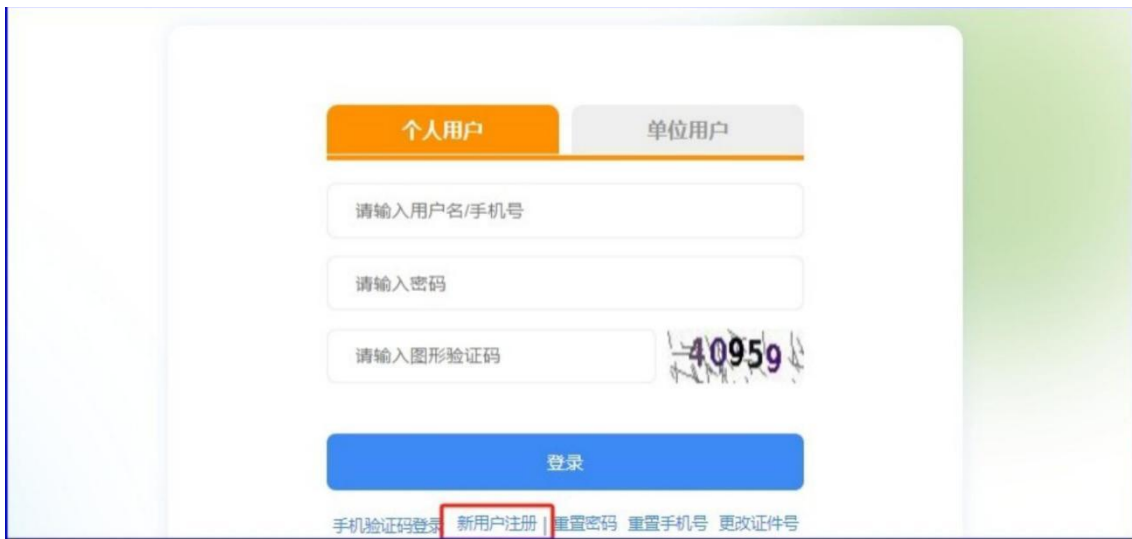 个人用户 单位用户
请输入用户名/手机号
请输入密码
请输入图形验证码 40959
登录
手机验证码登录 新用户注册 | 重置密码 重置手机号 更改证件号